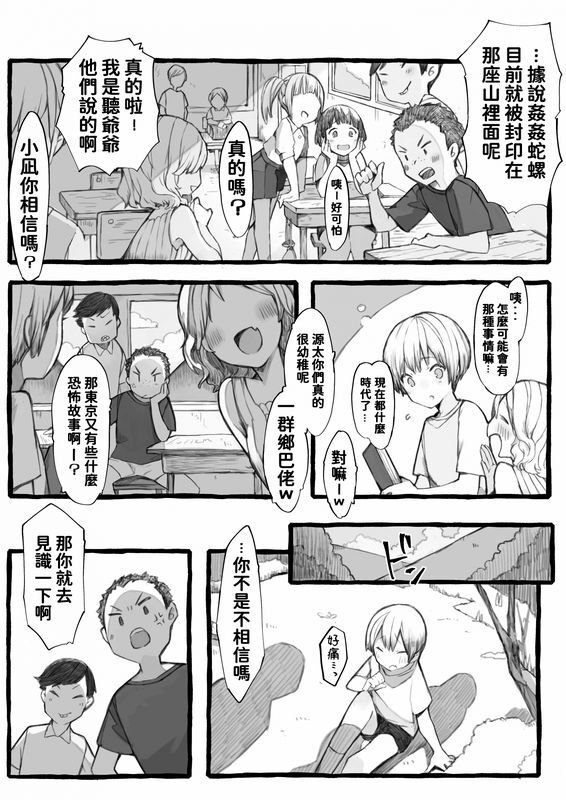 …據說姦姦蛇螺
目前就被封印在
那座山裡面呢
咦ー好可怕
真的嗎？
真的啦！
我是聽爺爺
他們說的啊
小凪你相信嗎？
咦…
怎麼可能會有
那種事情嘛…
現在都什麼
時代了…
對嘛ーw
源太你們真的
很幼稚呢
一群鄉巴佬w
那東京又有些什麼
恐怖故事啊ー？
ドン
好痛…っ
…你不是不相信嗎
那你就去
見識一下啊